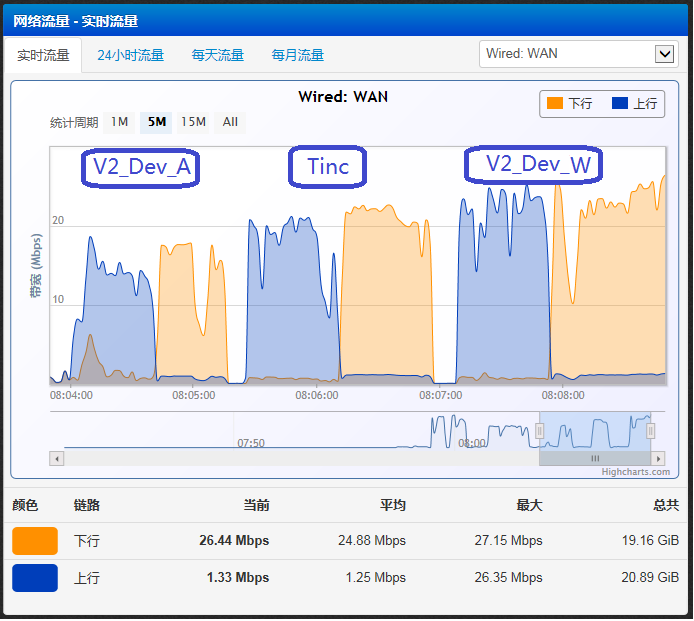 网络流量 - 实时流量
实时流量 24小时流量 每天流量 每月流量 Wired: WAN
Wired: WAN
下行 上行
统计周期 1M 5M 15M All
V2_Dev_A Tinc V2_Dev_W
带宽 (Mbps)
20
10
08:04:00 08:05:00 08:06:00 08:07:00 08:08:00
07:50 08:00
Highcharts.com
颜色 链路 当前 平均 最大 总共
下行 26.44 Mbps 24.88 Mbps 27.15 Mbps 19.16 GiB
上行 1.33 Mbps 1.25 Mbps 26.35 Mbps 20.89 GiB